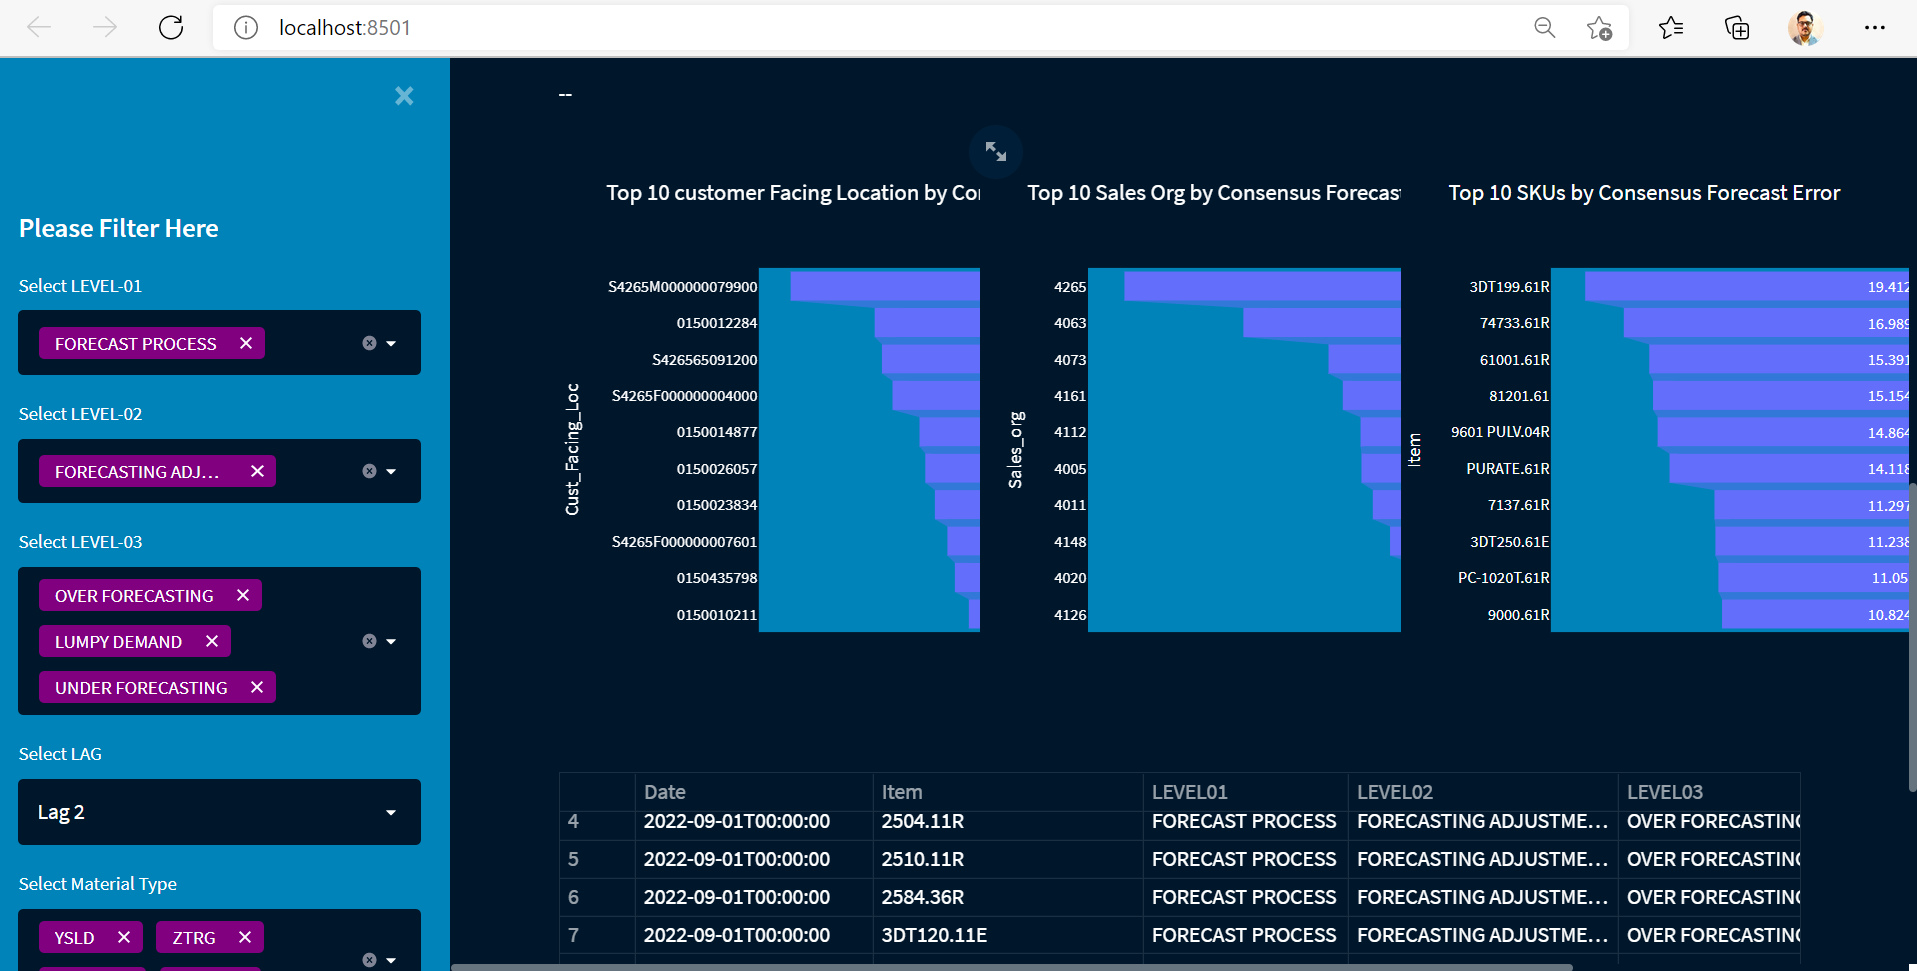 localhost:8501
Please Filter Here
Select LEVEL-01
FORECAST PROCESS
Select LEVEL-02
FORECASTING ADJ...
Select LEVEL-03
OVER FORECASTING
LUMPY DEMAND
UNDER FORECASTING
Select LAG
Lag 2
Select Material Type
YSLD ZTRG
--
Top 10 customer Facing Location by Co
Cust_Facing_Loc
S4265M000000079900
0150012284
S426565091200
S4265F000000004000
0150014877
0150026057
0150023834
S4265F000000007601
0150435798
0150010211
Top 10 Sales Org by Consensus Forecast
Sales_org
4265
4063
4073
4161
4112
4005
4011
4148
4020
4126
Top 10 SKUs by Consensus Forecast Error
Item
3DT199.61R 19.412
74733.61R 16.989
61001.61R 15.391
81201.61 15.154
9601 PULV.04R 14.864
PURATE.61R 14.118
7137.61R 11.297
3DT250.61E 11.238
PC-1020T.61R 11.05
9000.61R 10.824
Date Item LEVEL01 LEVEL02 LEVEL03
4 2022-09-01T00:00:00 2504.11R FORECAST PROCESS FORECASTING ADJUSTME... OVER FORECASTING
5 2022-09-01T00:00:00 2510.11R FORECAST PROCESS FORECASTING ADJUSTME... OVER FORECASTING
6 2022-09-01T00:00:00 2584.36R FORECAST PROCESS FORECASTING ADJUSTME... OVER FORECASTING
7 2022-09-01T00:00:00 3DT120.11E FORECAST PROCESS FORECASTING ADJUSTME... OVER FORECASTING